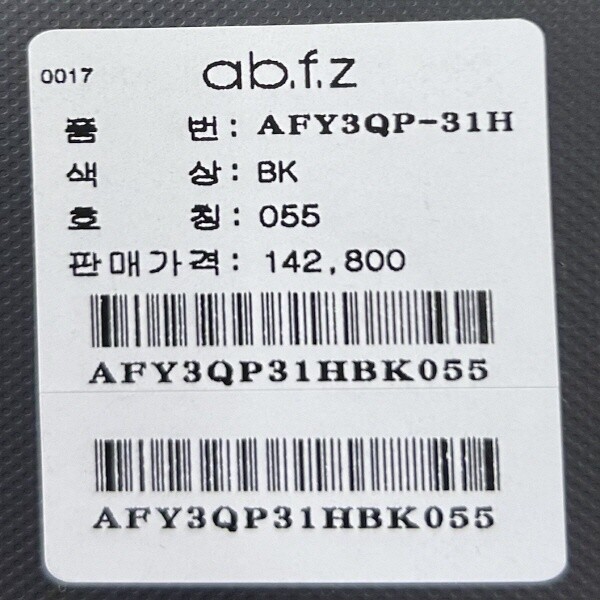 0017 ab.f.z
품 번: AFY3QP-31H
색 상: BK
호 칭: 055
판매가격: 142,800
AFY3QP31HBK055
AFY3QP31HBK055